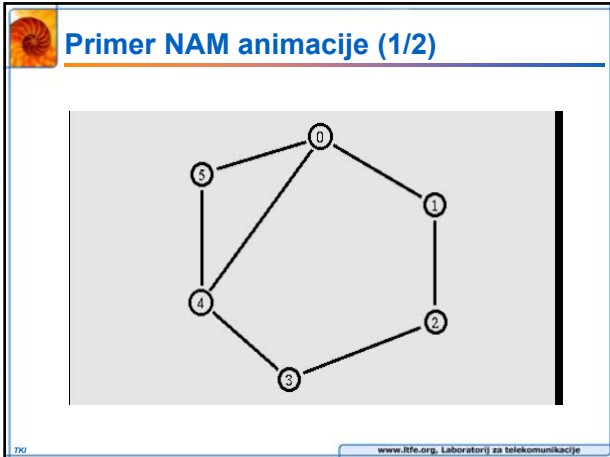 Primer NAM animacije (1/2)
0
5
1
4
2
3
TKI
www.ltfe.org, Laboratorij za telekomunikacije